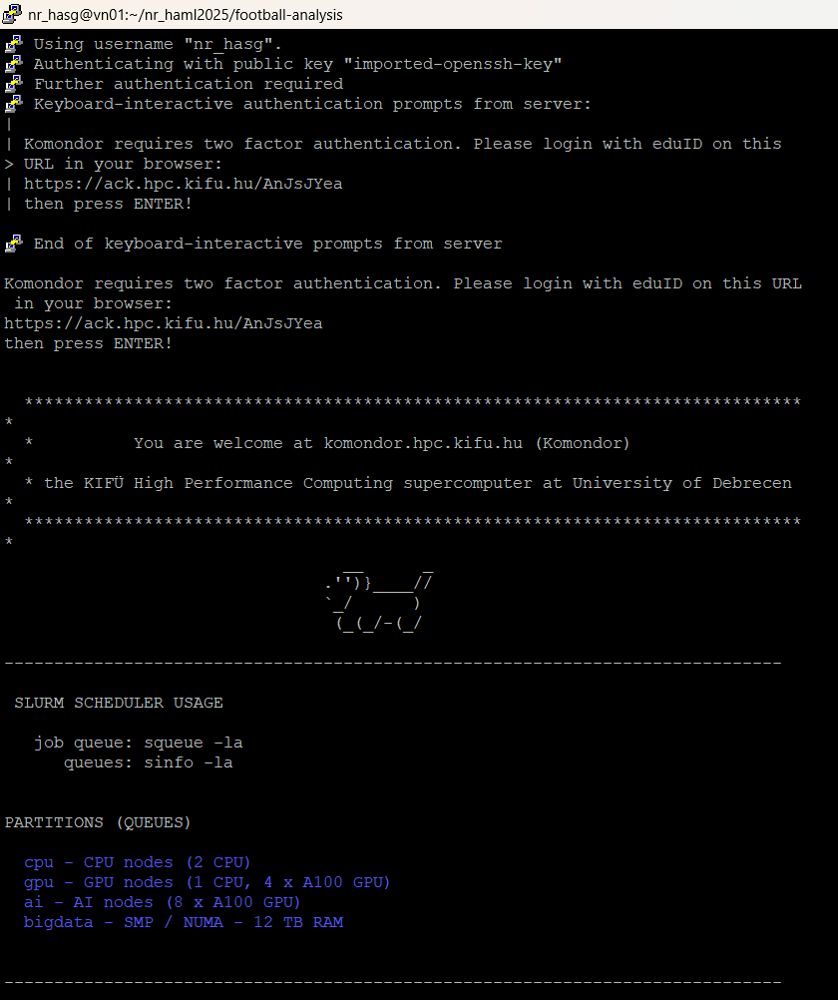 nr_hasg@vn01:~/nr_haml2025/football-analysis
Using username "nr_hasg".
Authenticating with public key "imported-openssh-key"
Further authentication required
Keyboard-interactive authentication prompts from server:
|
| Komondor requires two factor authentication. Please login with eduID on this
> URL in your browser:
| https://ack.hpc.kifu.hu/AnJsJYea
| then press ENTER!
End of keyboard-interactive prompts from server
Komondor requires two factor authentication. Please login with eduID on this URL
 in your browser:
https://ack.hpc.kifu.hu/AnJsJYea
then press ENTER!
  ******************************************************************************
*
  *          You are welcome at komondor.hpc.kifu.hu (Komondor)
*
  * the KIFÜ High Performance Computing supercomputer at University of Debrecen
*
  ******************************************************************************
*
                                  __      _
                                .'')}____//
                                `_/      )
                                 (_(_/-(_/
------------------------------------------------------------------------------
 SLURM SCHEDULER USAGE
   job queue: squeue -la
      queues: sinfo -la
PARTITIONS (QUEUES)
  cpu - CPU nodes (2 CPU)
  gpu - GPU nodes (1 CPU, 4 x A100 GPU)
  ai - AI nodes (8 x A100 GPU)
  bigdata - SMP / NUMA - 12 TB RAM
------------------------------------------------------------------------------